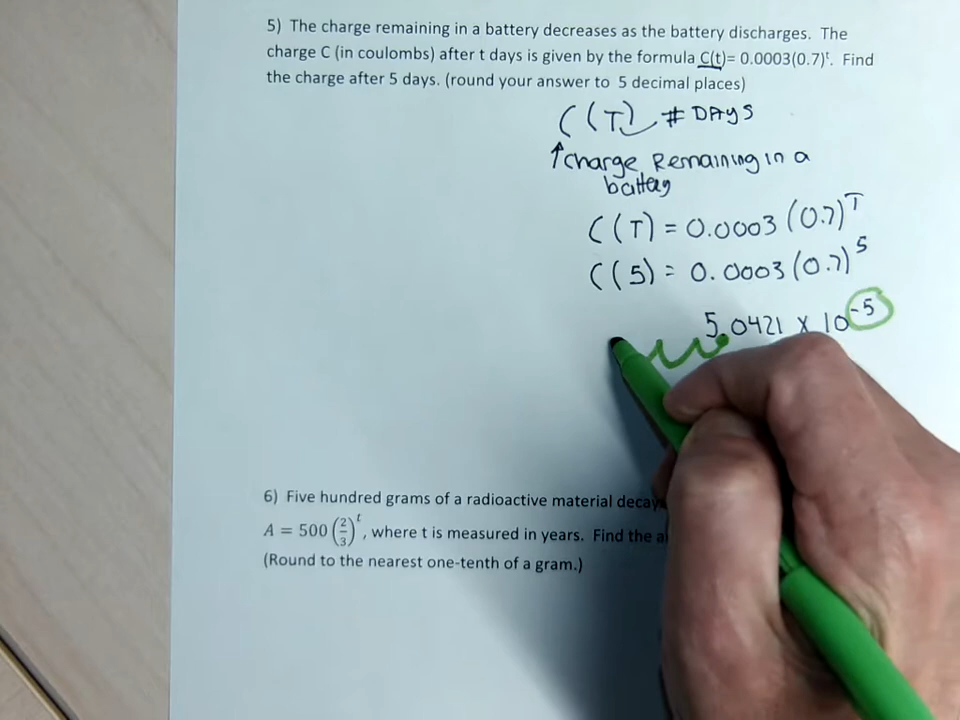 5) The charge remaining in a battery decreases as the battery discharges. The
charge C (in coulombs) after t days is given by the formula C(t)= 0.0003(0.7)ᵗ. Find
the charge after 5 days. (round your answer to 5 decimal places)
C(T) # DAYS
↑charge Remaining in a
battery
C(T) = 0.0003 (0.7)ᵀ
C(5) = 0.0003 (0.7)⁵
5.0421 x 10⁻⁵
6) Five hundred grams of a radioactive material decay
A = 500 (2/3)ᵗ, where t is measured in years. Find the
(Round to the nearest one-tenth of a gram.)